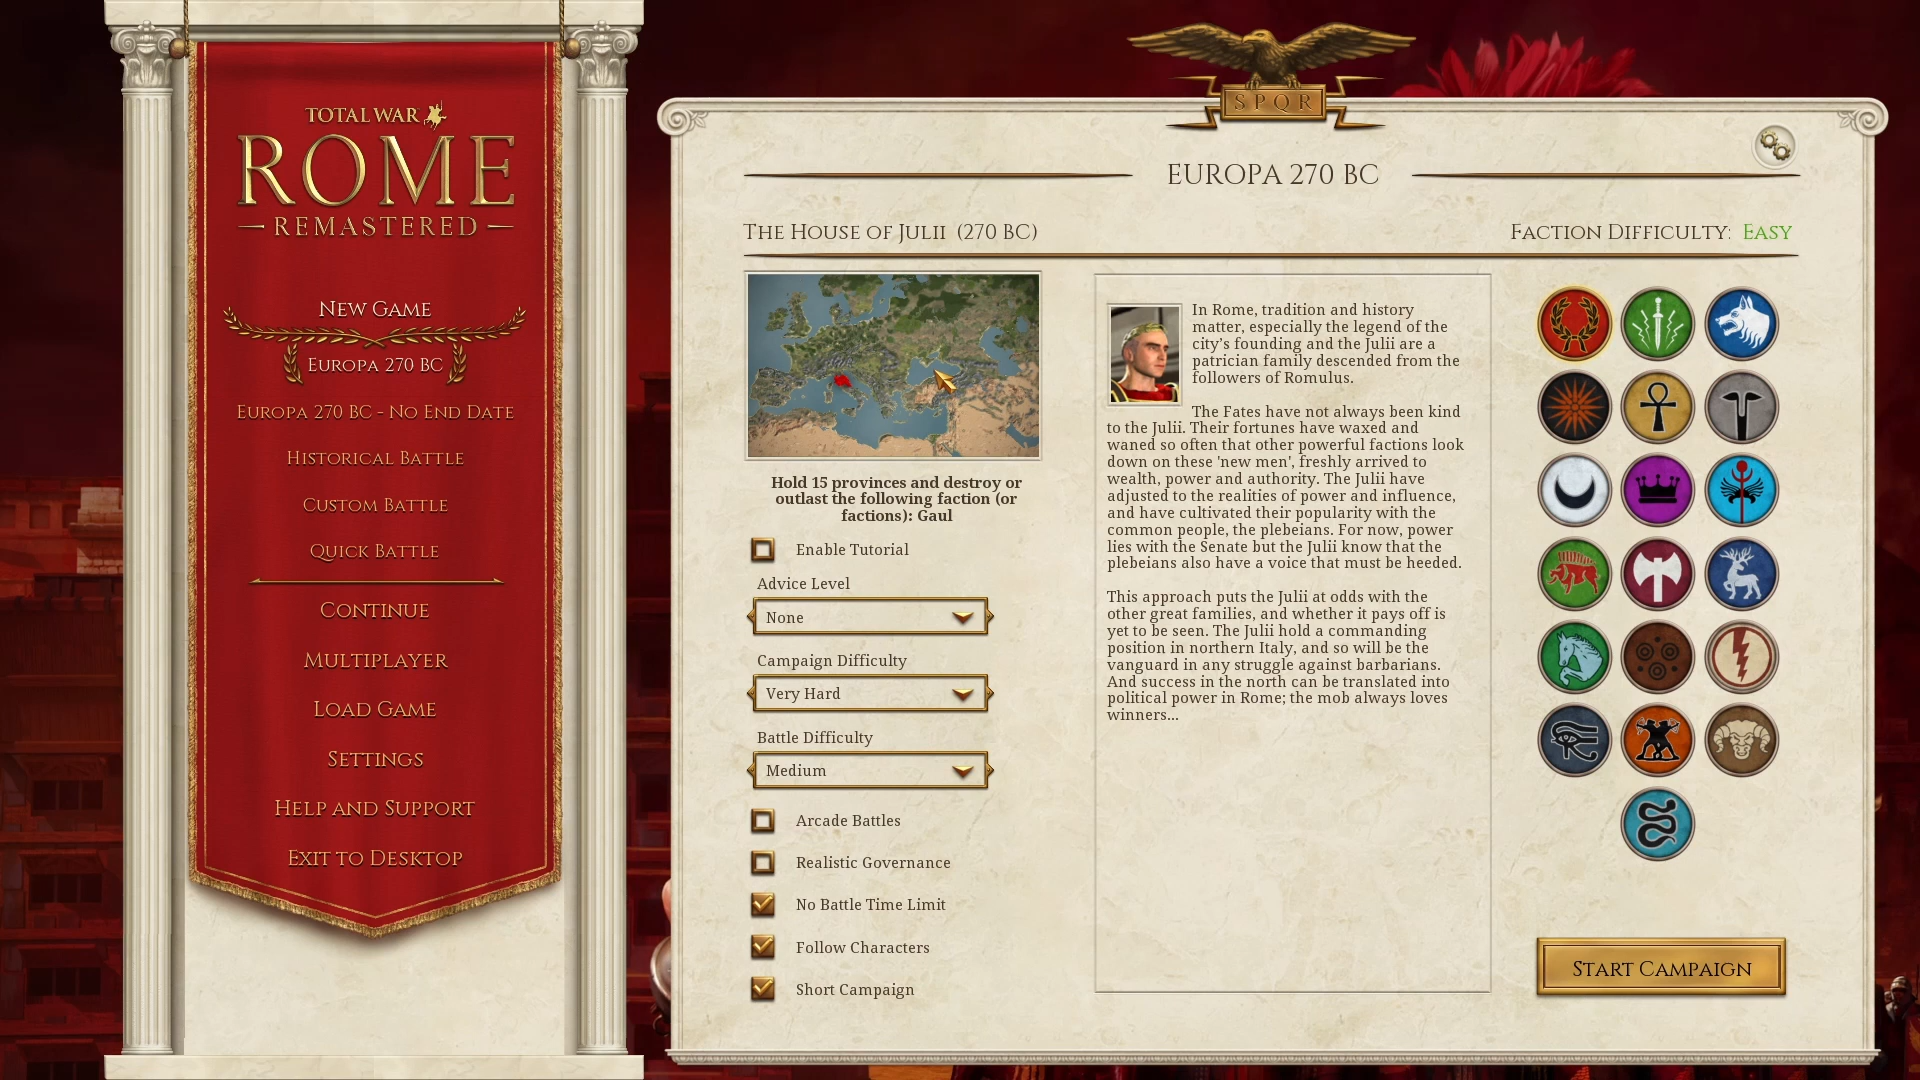 TOTAL WAR
ROME
REMASTERED
New Game
Europa 270 BC
Europa 270 BC - No End Date
Historical Battle
Custom Battle
Quick Battle
Continue
Multiplayer
Load Game
Settings
Help and Support
Exit to Desktop
SPQR
EUROPA 270 BC
The House of Julii (270 BC)
Faction Difficulty: Easy
Hold 15 provinces and destroy or
outlast the following faction (or
factions): Gaul
Enable Tutorial
Advice Level
None
Campaign Difficulty
Very Hard
Battle Difficulty
Medium
Arcade Battles
Realistic Governance
No Battle Time Limit
Follow Characters
Short Campaign
In Rome, tradition and history
matter, especially the legend of the
city's founding and the Julii are a
patrician family descended from the
followers of Romulus.
The Fates have not always been kind
to the Julii. Their fortunes have waxed and
waned so often that other powerful factions look
down on these 'new men', freshly arrived to
wealth, power and authority. The Julii have
adjusted to the realities of power and influence,
and have cultivated their popularity with the
common people, the plebeians. For now, power
lies with the Senate but the Julii know that the
plebeians also have a voice that must be heeded.
This approach puts the Julii at odds with the
other great families, and whether it pays off is
yet to be seen. The Julii hold a commanding
position in northern Italy, and so will be the
vanguard in any struggle against barbarians.
And success in the north can be translated into
political power in Rome; the mob always loves
winners...
Start Campaign